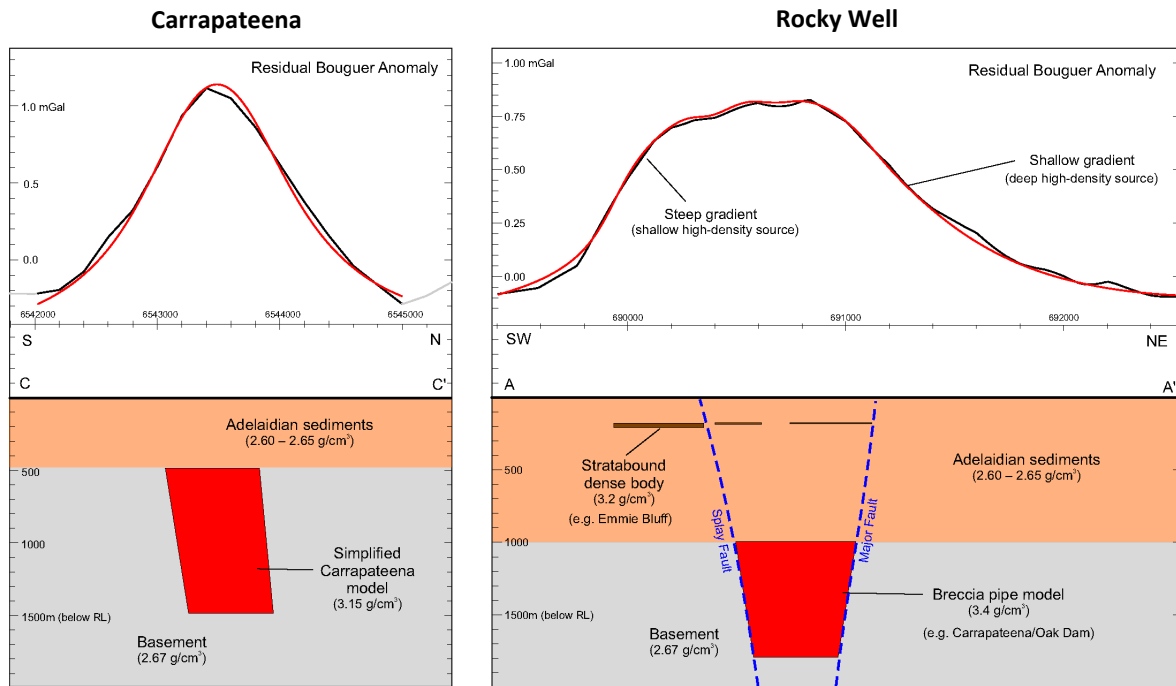 Carrapateena
Residual Bouguer Anomaly
1.0 mGal
0.5
0.0
6542000
6543000
6544000
6545000
S
N
C
C'
Adelaidian sediments
(2.60 – 2.65 g/cm³)
500
1000
1500m (below RL)
Simplified
Carrapateena
model
(3.15 g/cm³)
Basement
(2.67 g/cm³)
Rocky Well
1.00 mGal
Residual Bouguer Anomaly
0.75
0.50
0.25
0.00
Steep gradient
(shallow high-density source)
Shallow gradient
(deep high-density source)
690000
691000
692000
SW
NE
A
A'
Stratabound
dense body
(3.2 g/cm³)
(e.g. Emmie Bluff)
Adelaidian sediments
(2.60 – 2.65 g/cm³)
500
1000
1500m (below RL)
Splay Fault
Major Fault
Breccia pipe model
(3.4 g/cm³)
(e.g. Carrapateena/Oak Dam)
Basement
(2.67 g/cm³)